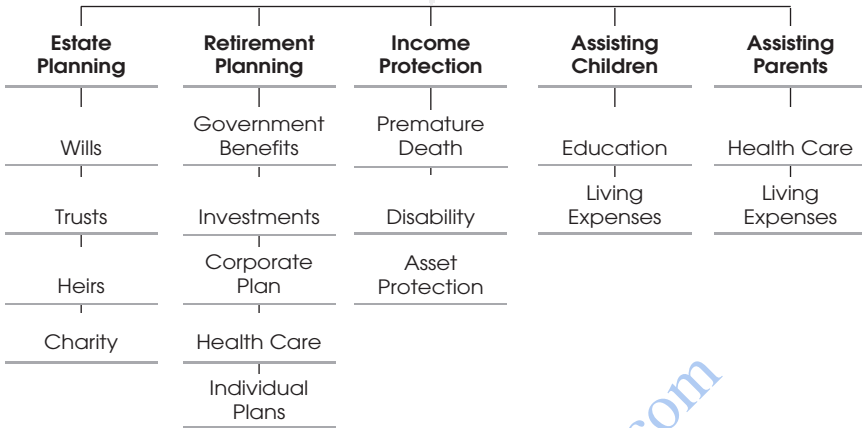 Estate
Planning
Wills
Trusts
Heirs
Charity
Retirement
Planning
Government
Benefits
Investments
Corporate
Plan
Health Care
Individual
Plans
Income
Protection
Premature
Death
Disability
Asset
Protection
Assisting
Children
Education
Living
Expenses
Assisting
Parents
Health Care
Living
Expenses
com